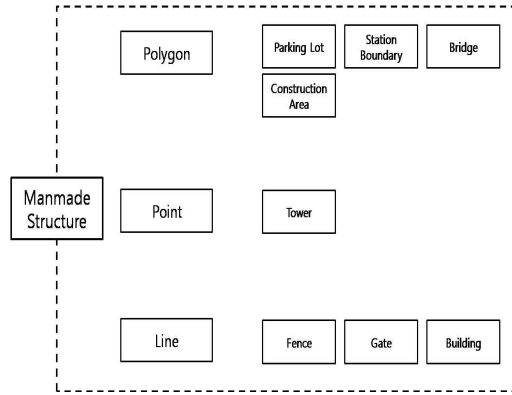 Polygon
Parking Lot
Station
Boundary
Bridge
Construction
Area
Manmade
Structure
Point
Tower
Line
Fence
Gate
Building